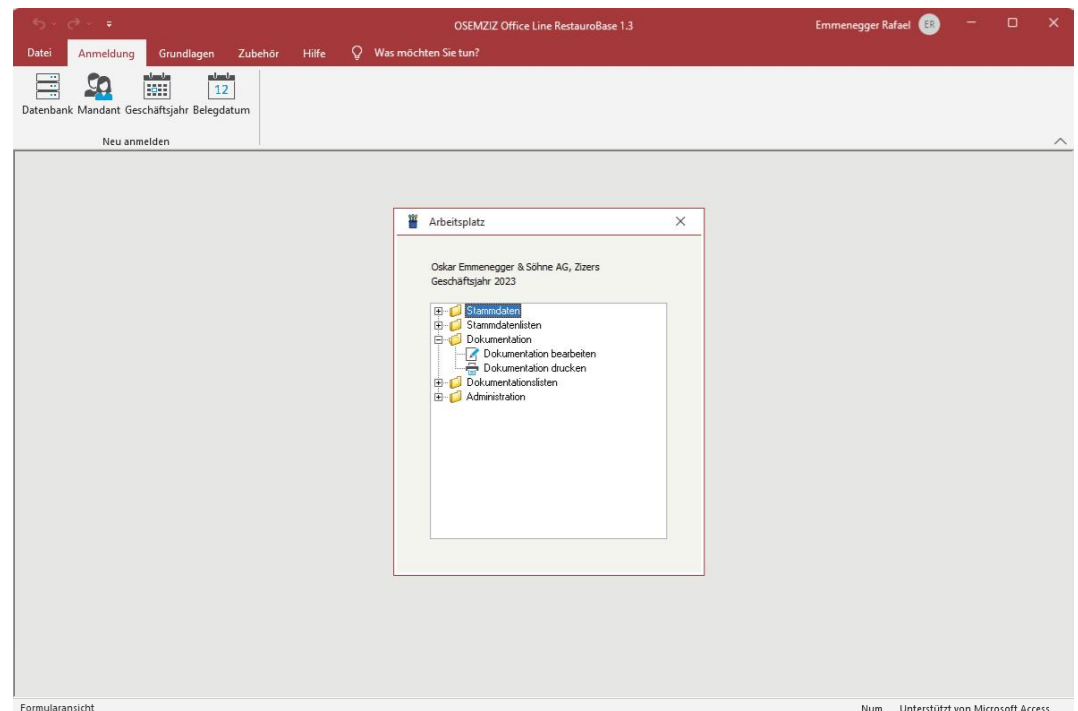 OSEMZIZ Office Line RestauroBase 1.3
Emmenegger Rafael ER
Datei Anmeldung Grundlagen Zubehör Hilfe Was möchten Sie tun?
12
Datenbank Mandant Geschäftsjahr Belegdatum
Neu anmelden
Arbeitsplatz
Oskar Emmenegger & Söhne AG, Zizers
Geschäftsjahr 2023
Stammdaten
Stammdatenlisten
Dokumentation
Dokumentation bearbeiten
Dokumentation drucken
Dokumentationslisten
Administration
Formularansicht
Num Unterstützt von Microsoft Access